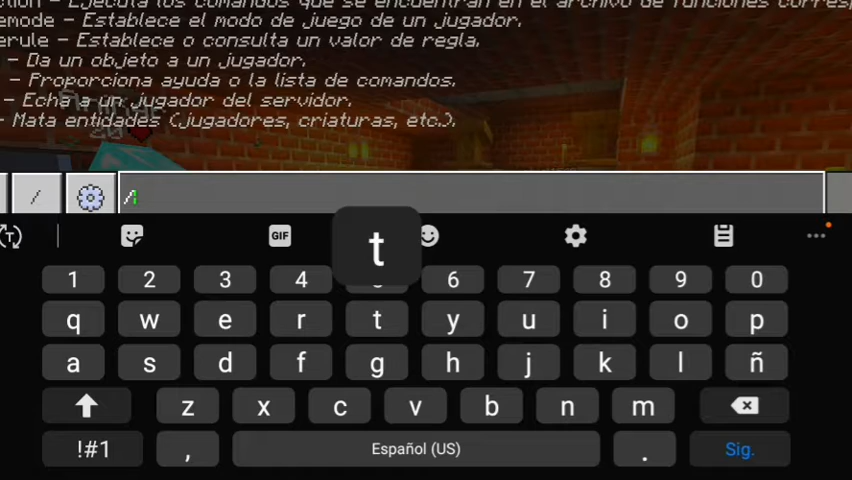 - Ejecuta los comandos que se encuentran en el archivo de funciones corres
emode - Establece el modo de juego de un jugador.
erule - Establece o consulta un valor de regla.
- Da un objeto a un jugador.
- Proporciona ayuda o la lista de comandos.
- Echa a un jugador del servidor.
- Mata entidades (jugadores, criaturas, etc.).
/ /
T GIF t
1 2 3 4 6 7 8 9 0
q w e r t y u i o p
a s d f g h j k l ñ
z x c v b n m
!#1 , Español (US) . Sig.